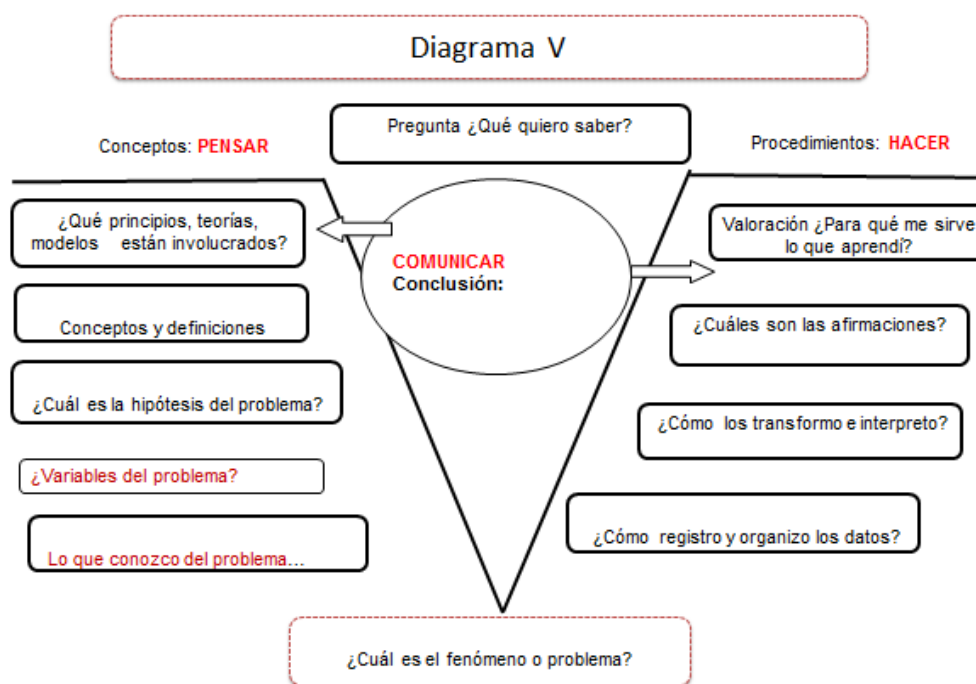 Diagrama V
Pregunta ¿Qué quiero saber?
Conceptos: PENSAR
Procedimientos: HACER
¿Qué principios, teorías,
modelos están involucrados?
Conceptos y definiciones
¿Cuál es la hipótesis del problema?
¿Variables del problema?
Lo que conozco del problema...
COMUNICAR
Conclusión:
Valoración ¿Para qué me sirve
lo que aprendí?
¿Cuáles son las afirmaciones?
¿Cómo los transformo e interpreto?
¿Cómo registro y organizo los datos?
¿Cuál es el fenómeno o problema?